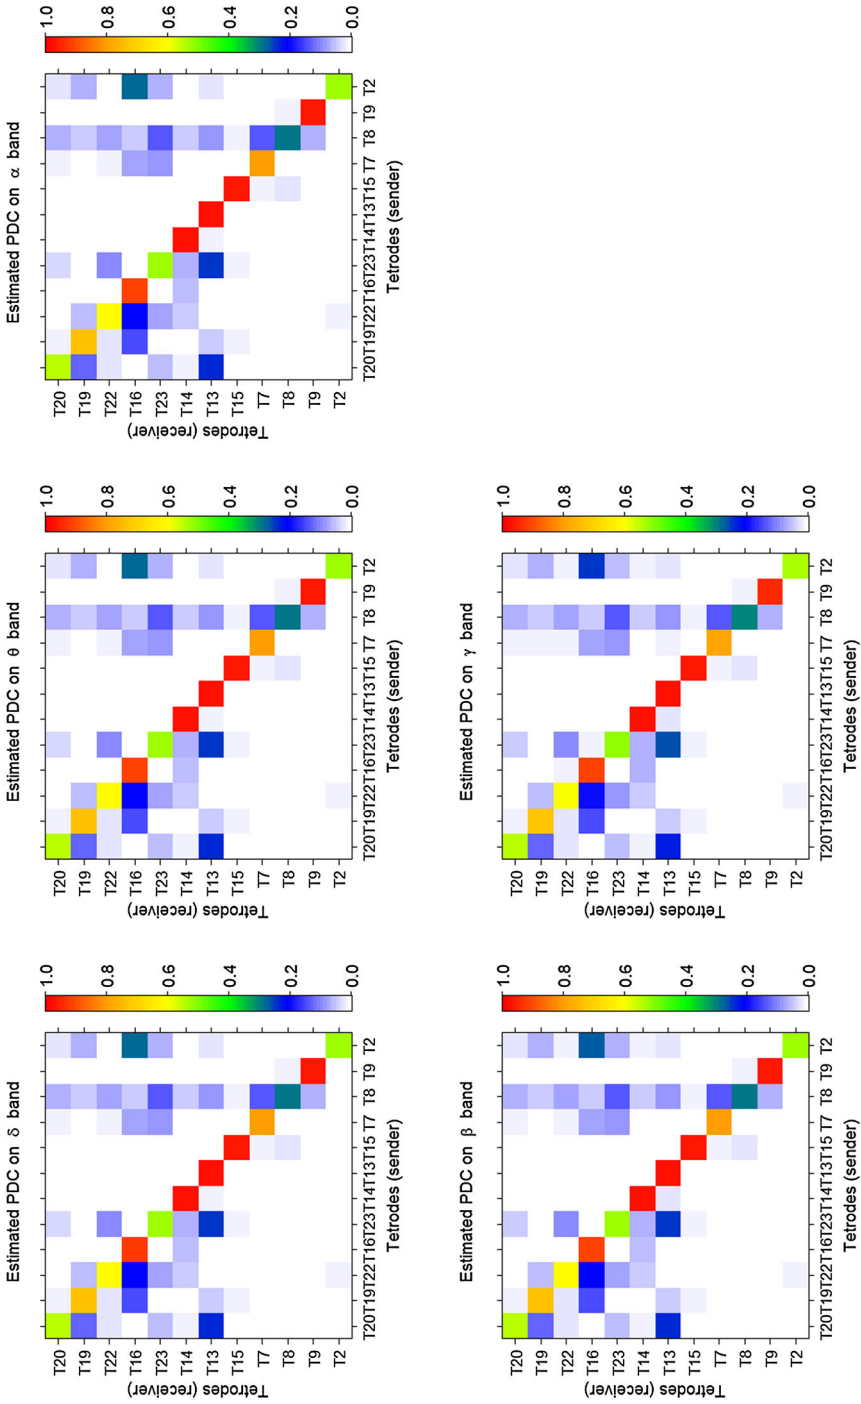 Estimated PDC on α band
1.0
0.8
0.6
0.4
0.2
0.0
T20
T19
T22
T16
T23
T14
T13
T15
T7
T8
T9
T2
Tetrodes (receiver)
T20T19T22T16T23T14T13T15 T7 T8 T9 T2
Tetrodes (sender)
Estimated PDC on θ band
1.0
0.8
0.6
0.4
0.2
0.0
T20
T19
T22
T16
T23
T14
T13
T15
T7
T8
T9
T2
Tetrodes (receiver)
T20T19T22T16T23T14T13T15 T7 T8 T9 T2
Tetrodes (sender)
Estimated PDC on γ band
1.0
0.8
0.6
0.4
0.2
0.0
T20
T19
T22
T16
T23
T14
T13
T15
T7
T8
T9
T2
Tetrodes (receiver)
T20T19T22T16T23T14T13T15 T7 T8 T9 T2
Tetrodes (sender)
Estimated PDC on δ band
1.0
0.8
0.6
0.4
0.2
0.0
T20
T19
T22
T16
T23
T14
T13
T15
T7
T8
T9
T2
Tetrodes (receiver)
T20T19T22T16T23T14T13T15 T7 T8 T9 T2
Tetrodes (sender)
Estimated PDC on β band
1.0
0.8
0.6
0.4
0.2
0.0
T20
T19
T22
T16
T23
T14
T13
T15
T7
T8
T9
T2
Tetrodes (receiver)
T20T19T22T16T23T14T13T15 T7 T8 T9 T2
Tetrodes (sender)